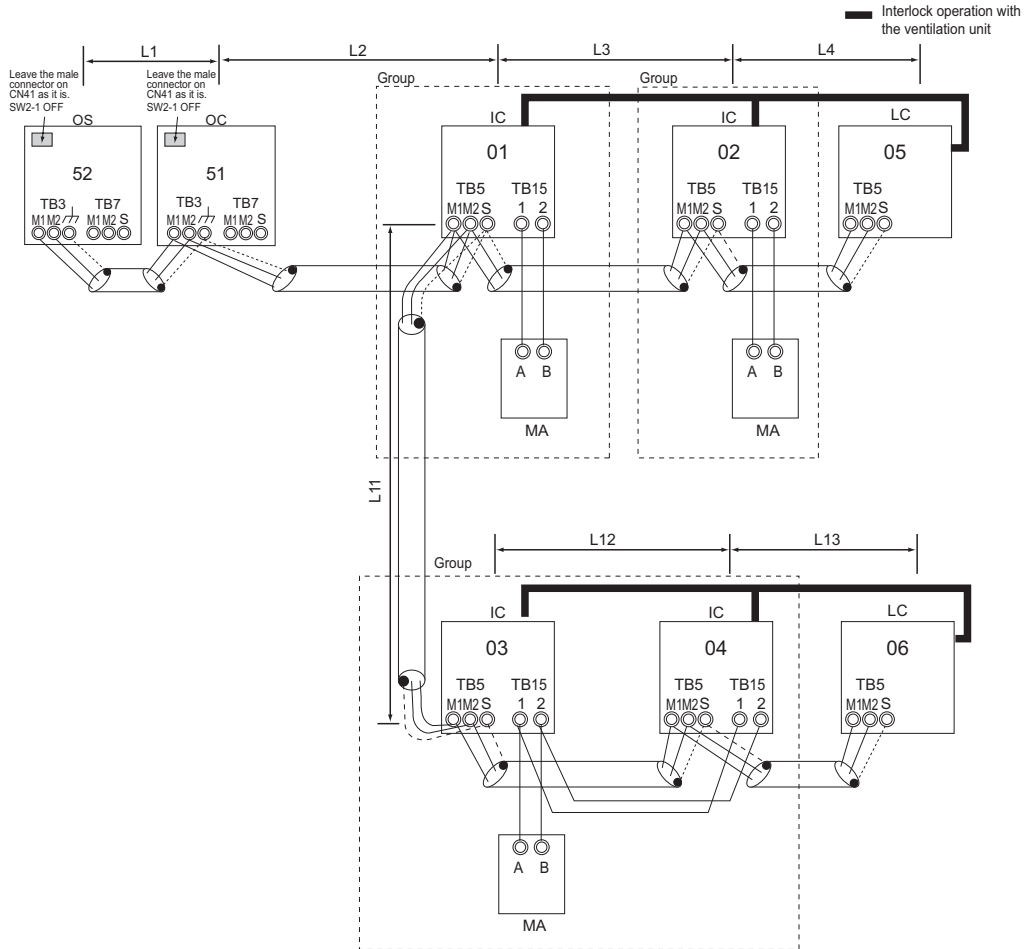 Interlock operation with
the ventilation unit
L1
L2
L3
L4
Leave the male
connector on
CN41 as it is.
SW2-1 OFF
Leave the male
connector on
CN41 as it is.
SW2-1 OFF
Group
Group
OS
OC
IC
IC
LC
52
51
01
02
05
TB3
TB7
TB3
TB7
TB5
TB15
TB5
TB15
TB5
M1 M2
M1 M2 S
M1 M2
M1 M2 S
M1 M2 S
1 2
M1 M2 S
1 2
M1 M2 S
A B
A B
MA
MA
L11
L12
L13
Group
IC
IC
LC
03
04
06
TB5
TB15
TB5
TB15
TB5
M1 M2 S
1 2
M1 M2 S
1 2
M1 M2 S
A B
MA